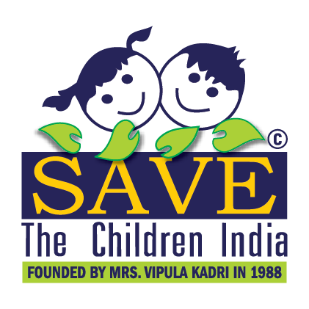 ©
SAVE
The Children India
FOUNDED BY MRS. VIPULA KADRI IN 1988